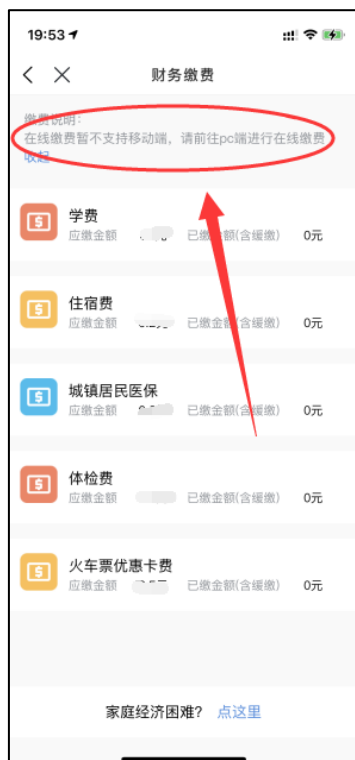 19:53
财务缴费
缴费说明:
在线缴费暂不支持移动端，请前往pc端进行在线缴费
收起
学费
应缴金额 已缴金额(含缓缴) 0元
住宿费
应缴金额 已缴金额(含缓缴) 0元
城镇居民医保
应缴金额 已缴金额(含缓缴) 0元
体检费
应缴金额 已缴金额(含缓缴) 0元
火车票优惠卡费
应缴金额 已缴金额(含缓缴) 0元
家庭经济困难? 点这里